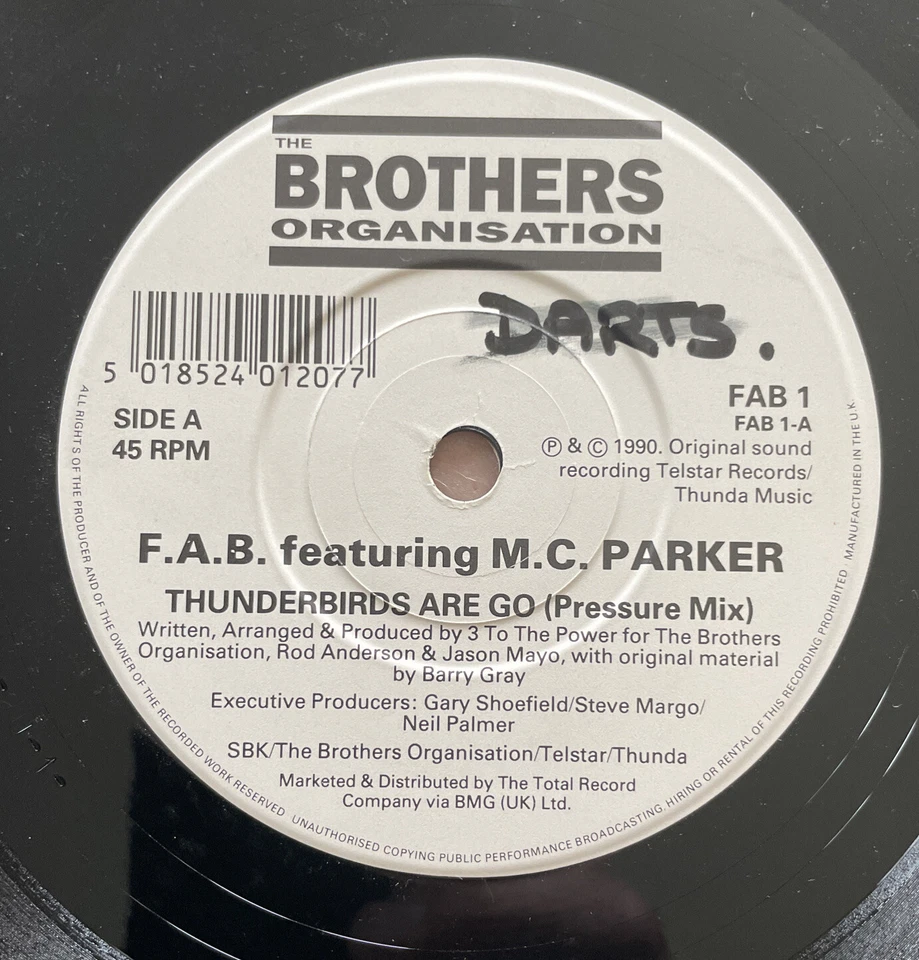 THE
BROTHERS
ORGANISATION
DARTS.
5 018524 012077
SIDE A
45 RPM
FAB 1
FAB 1-A
Ⓟ & © 1990. Original sound
recording Telstar Records/
Thunda Music
F.A.B. featuring M.C. PARKER
THUNDERBIRDS ARE GO (Pressure Mix)
Written, Arranged & Produced by 3 To The Power for The Brothers
Organisation, Rod Anderson & Jason Mayo, with original material
by Barry Gray
Executive Producers: Gary Shoefield/Steve Margo/
Neil Palmer
SBK/The Brothers Organisation/Telstar/Thunda
Marketed & Distributed by The Total Record
Company via BMG (UK) Ltd.
ALL RIGHTS OF THE PRODUCER AND OF THE OWNER OF THE RECORDED WORK RESERVED UNAUTHORISED COPYING PUBLIC PERFORMANCE BROADCASTING. HIRING OR RENTAL OF THIS RECORDING PROHIBITED · MANUFACTURED IN THE U.K.